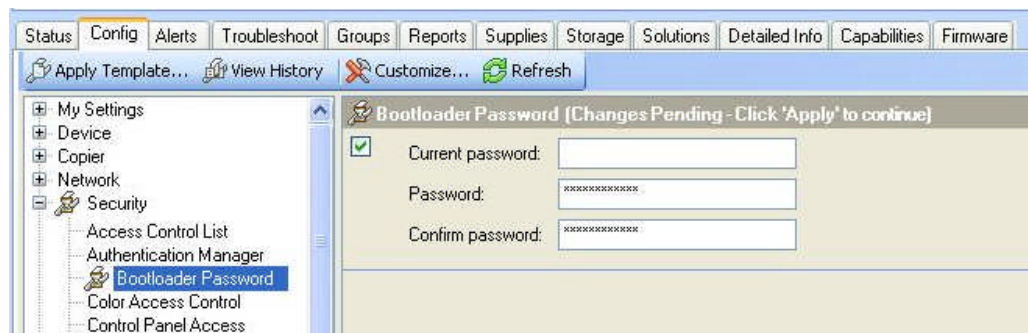 Status Config Alerts Troubleshoot Groups Reports Supplies Storage Solutions Detailed Info Capabilities Firmware
Apply Template... View History Customize... Refresh
My Settings
Device
Copier
Network
Security
Access Control List
Authentication Manager
Bootloader Password
Color Access Control
Control Panel Access
Bootloader Password (Changes Pending - Click 'Apply' to continue)
Current password:
Password: ************
Confirm password: ************